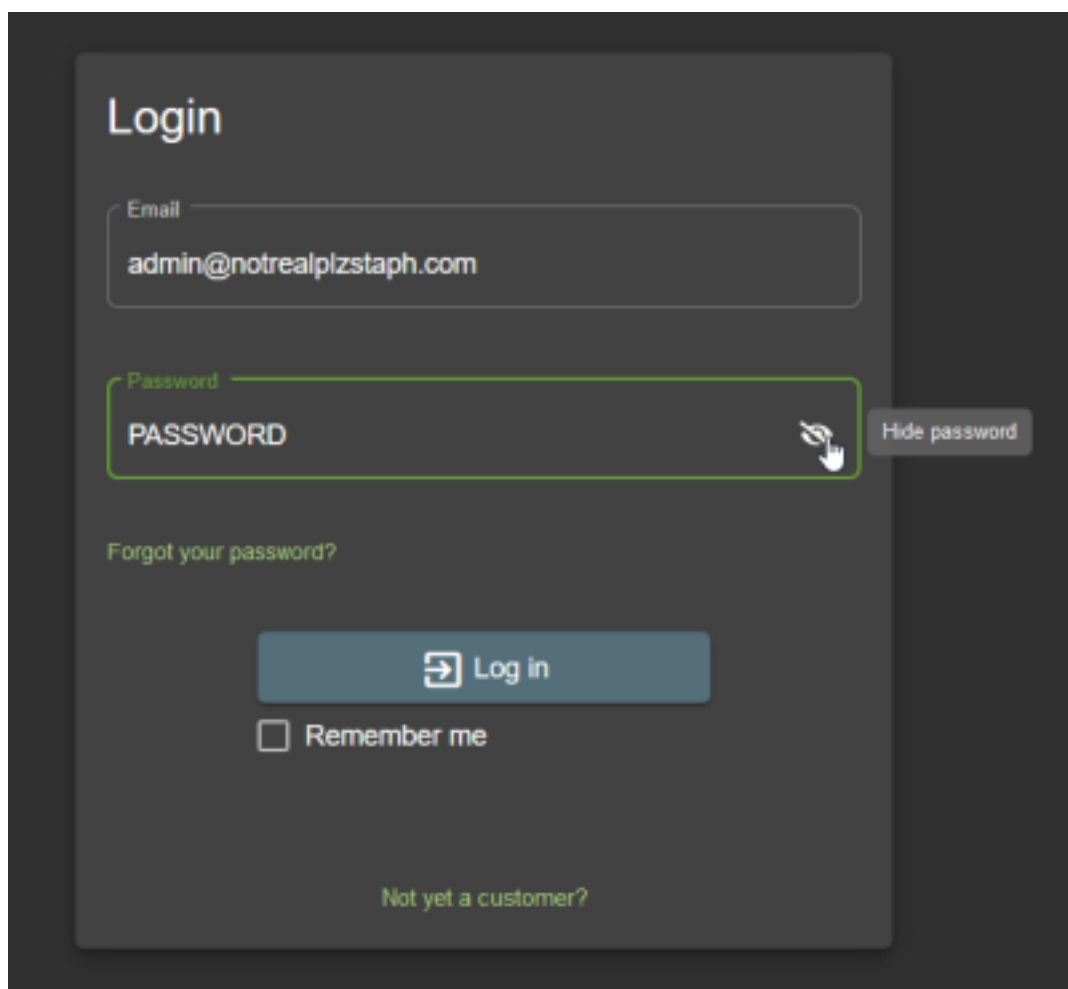 Login
Email
admin@notrealplzstaph.com
Password
PASSWORD
Hide password
Forgot your password?
Log in
Remember me
Not yet a customer?